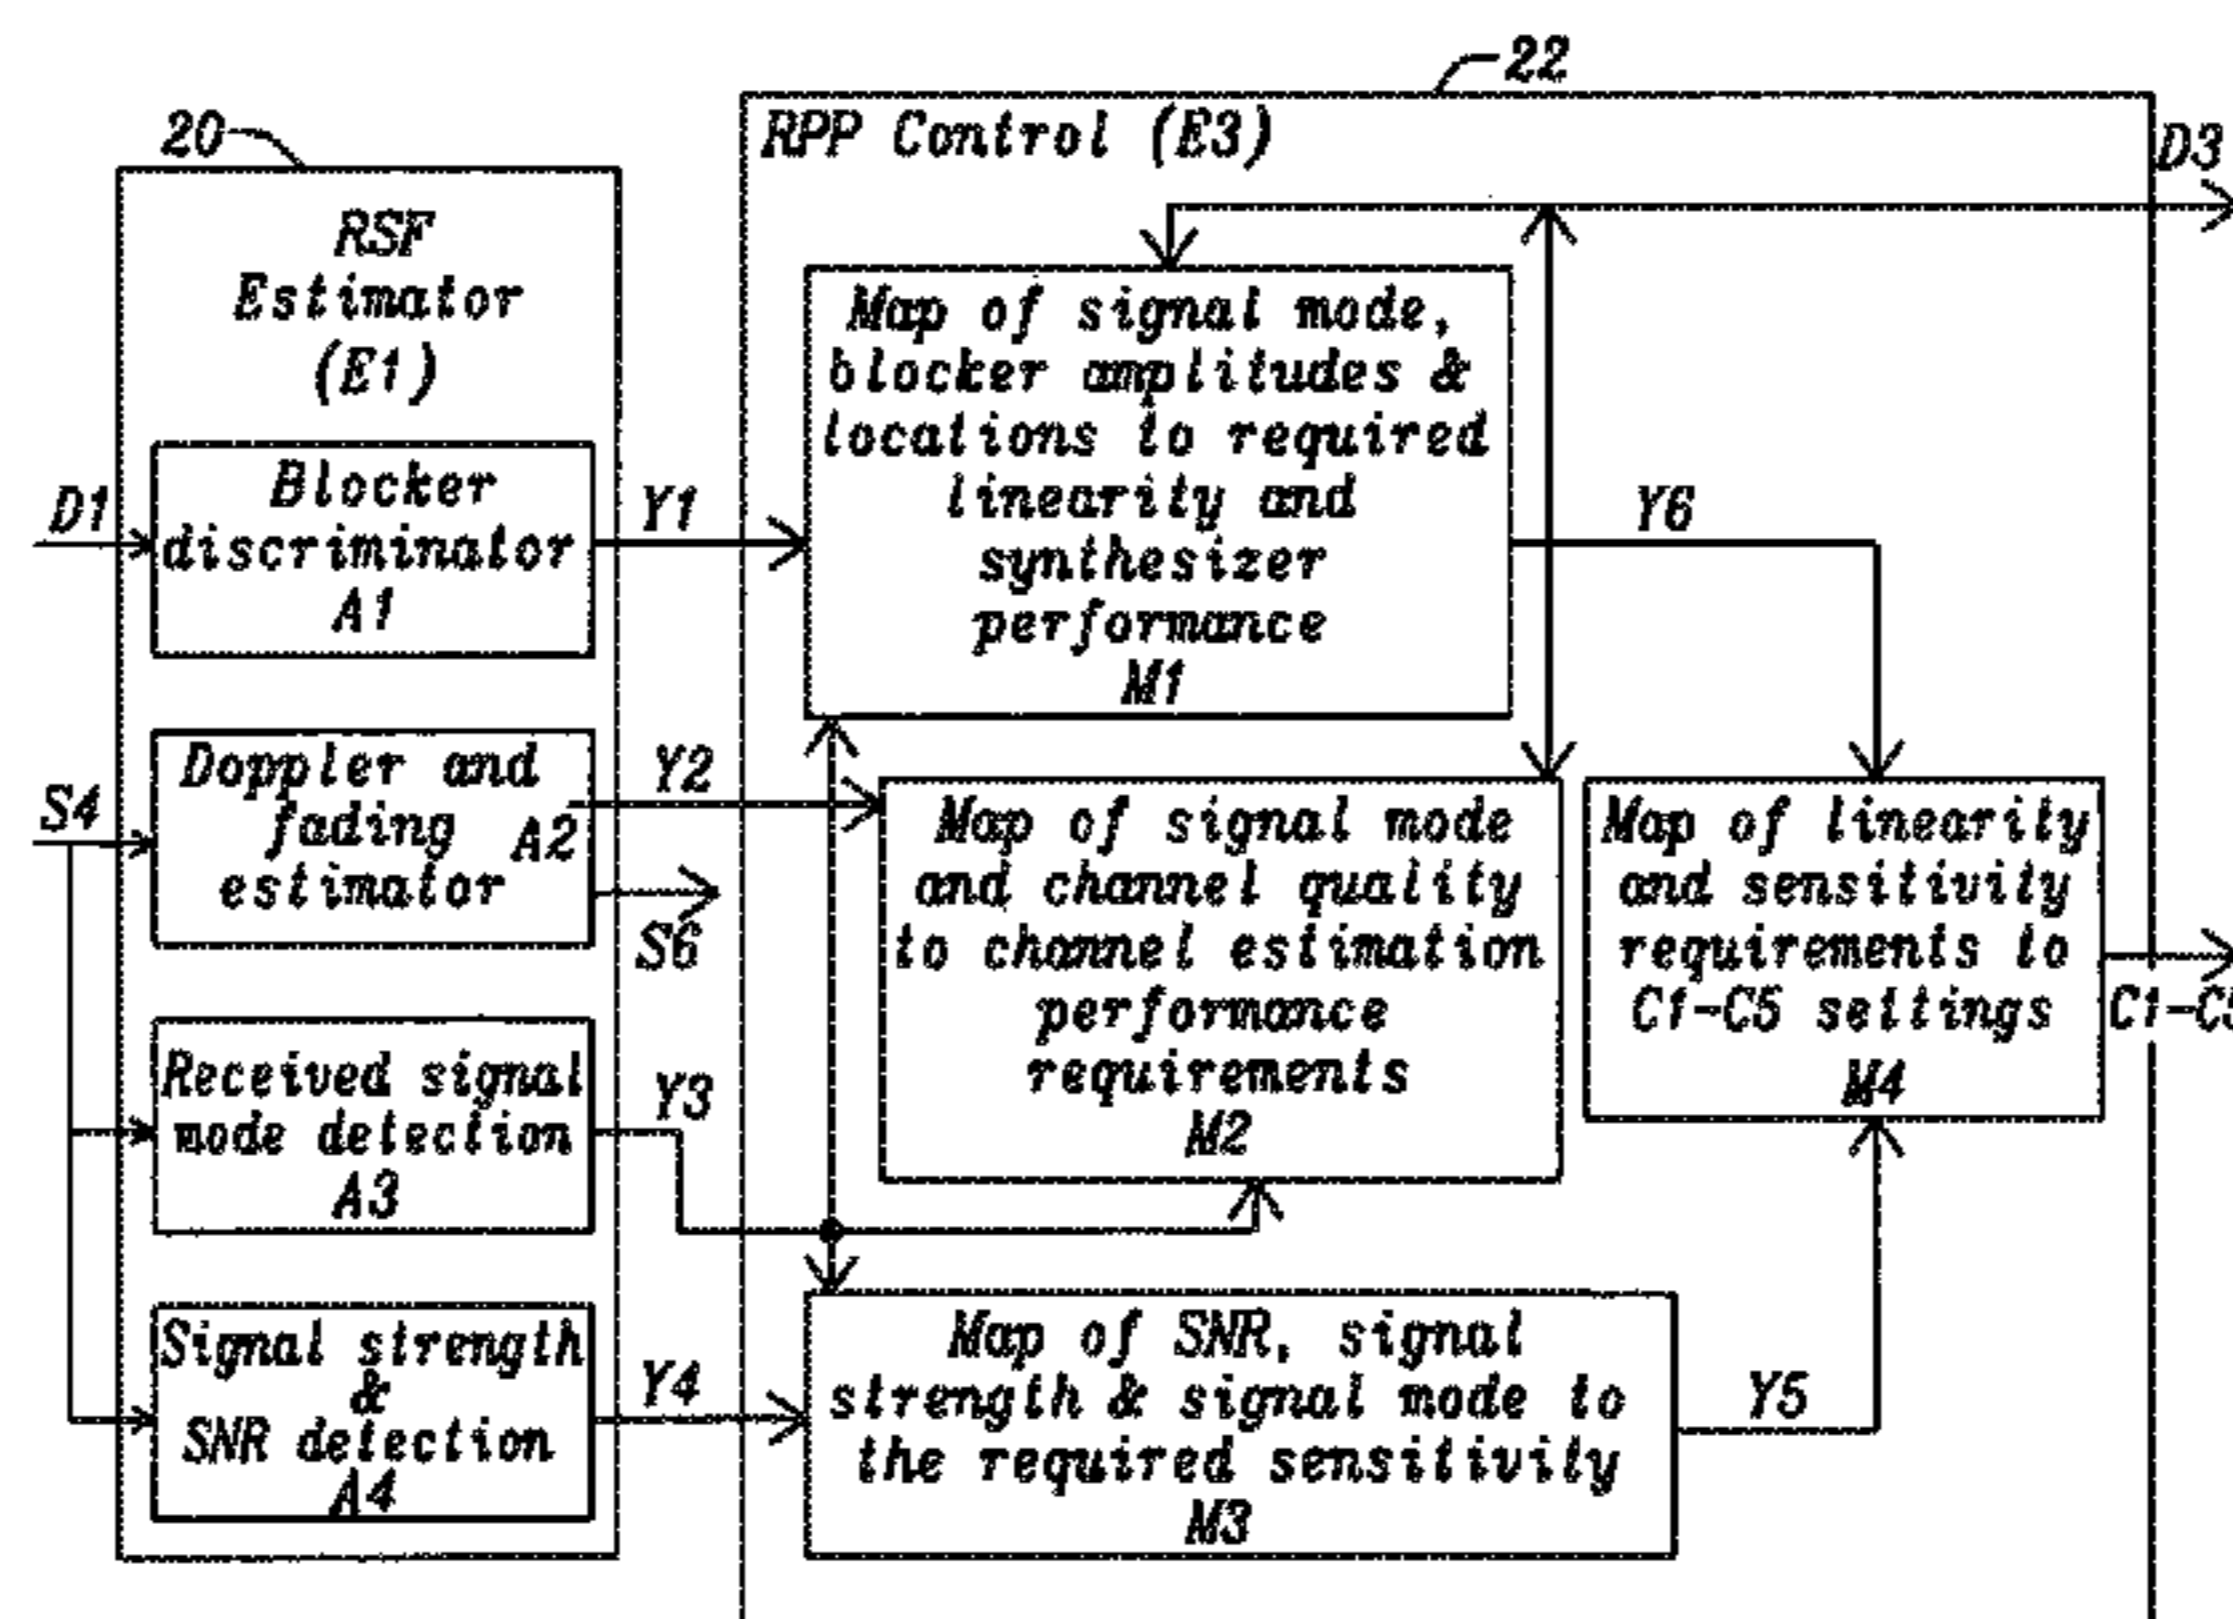 22
20
RPP Control (E3)
D3
RSF
Estimator
(E1)
D1
Blocker
discriminator
A1
Y1
Map of signal mode,
blocker amplitudes &
locations to required
linearity and
synthesizer
performance
M1
Y6
S4
Doppler and
fading
estimator
A2
Y2
S6
Map of signal mode
and channel quality
to channel estimation
performance
requirements
M2
Map of linearity
and sensitivity
requirements to
C1-C5 settings
M4
C1-C5
Received signal
mode detection
A3
Y3
Signal strength
&
SNR detection
A4
Y4
Map of SNR, signal
strength & signal mode to
the required sensitivity
M3
Y5